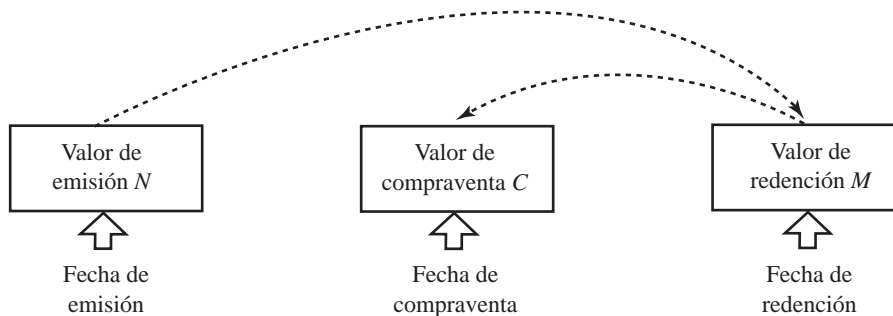 Valor de
emisión N
Valor de
compraventa C
Valor de
redención M
Fecha de
emisión
Fecha de
compraventa
Fecha de
redención